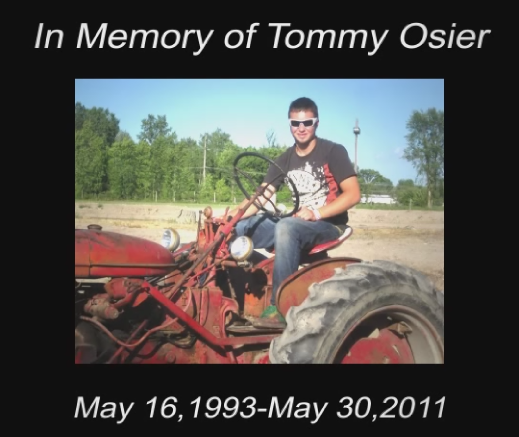 In Memory of Tommy Osier
May 16,1993-May 30,2011